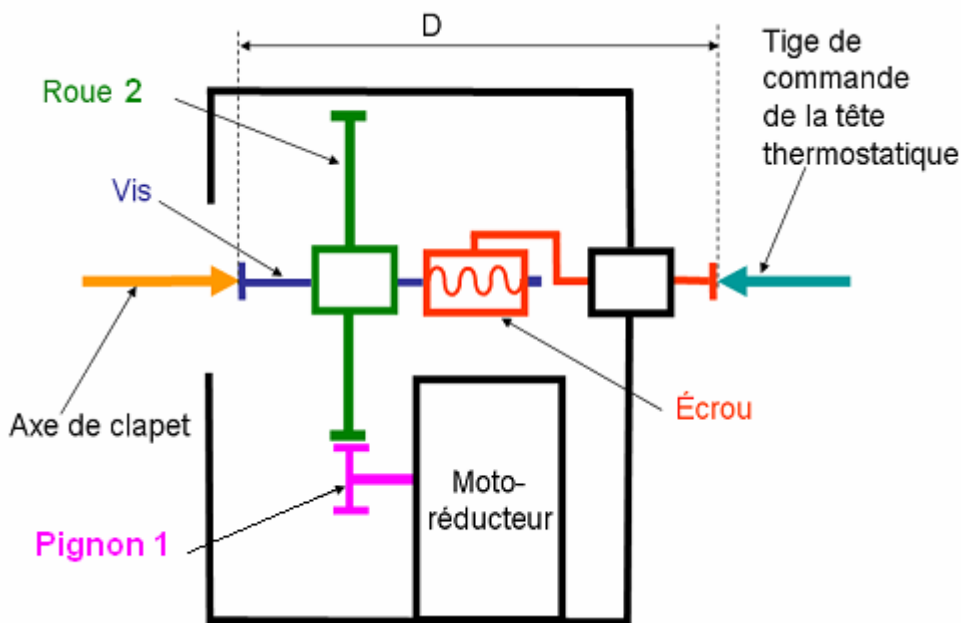 D
Tige de
commande
de la tête
thermostatique
Roue 2
Vis
Axe de clapet
Écrou
Moto-
réducteur
Pignon 1